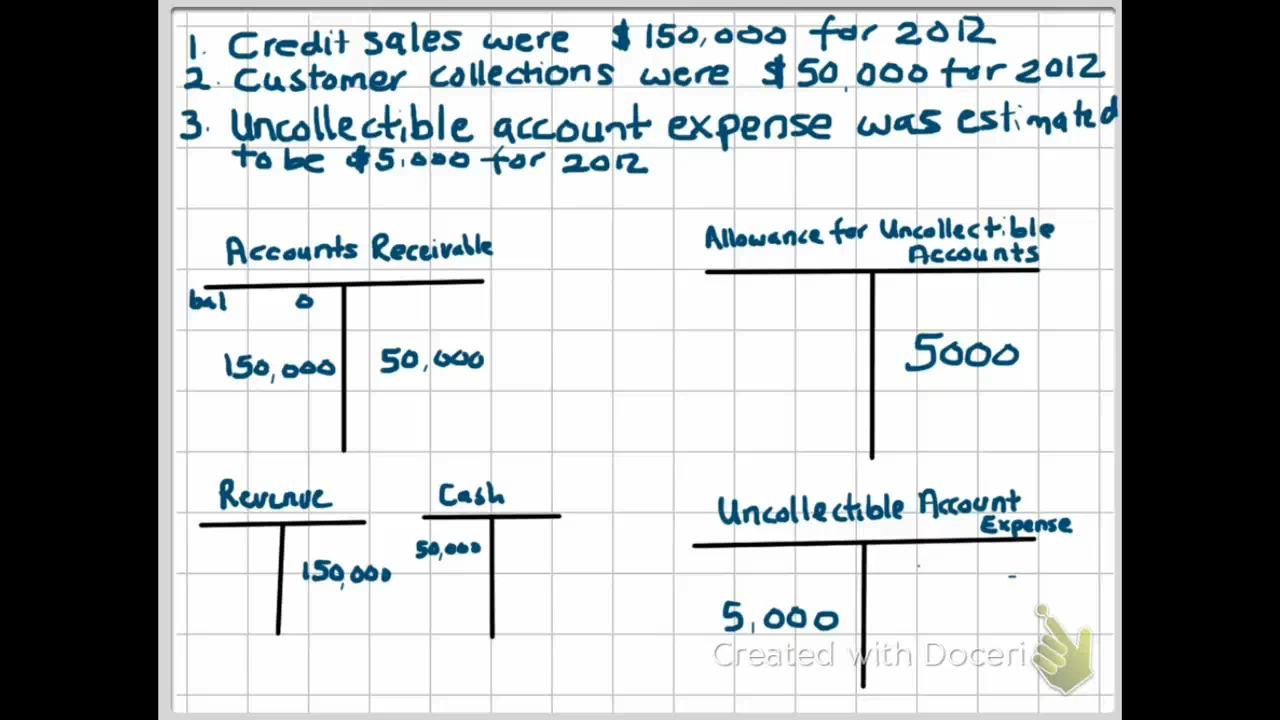 1. Credit sales were $150,000 for 2012
2. Customer collections were $50,000 for 2012
3. Uncollectible account expense was estimated
to be $5,000 for 2012
Accounts Receivable
bal 0
150,000 50,000
Allowance for Uncollectible
Accounts
5000
Revenue
150,000
Cash
50,000
Uncollectible Account
Expense
5,000
Created with Doceri